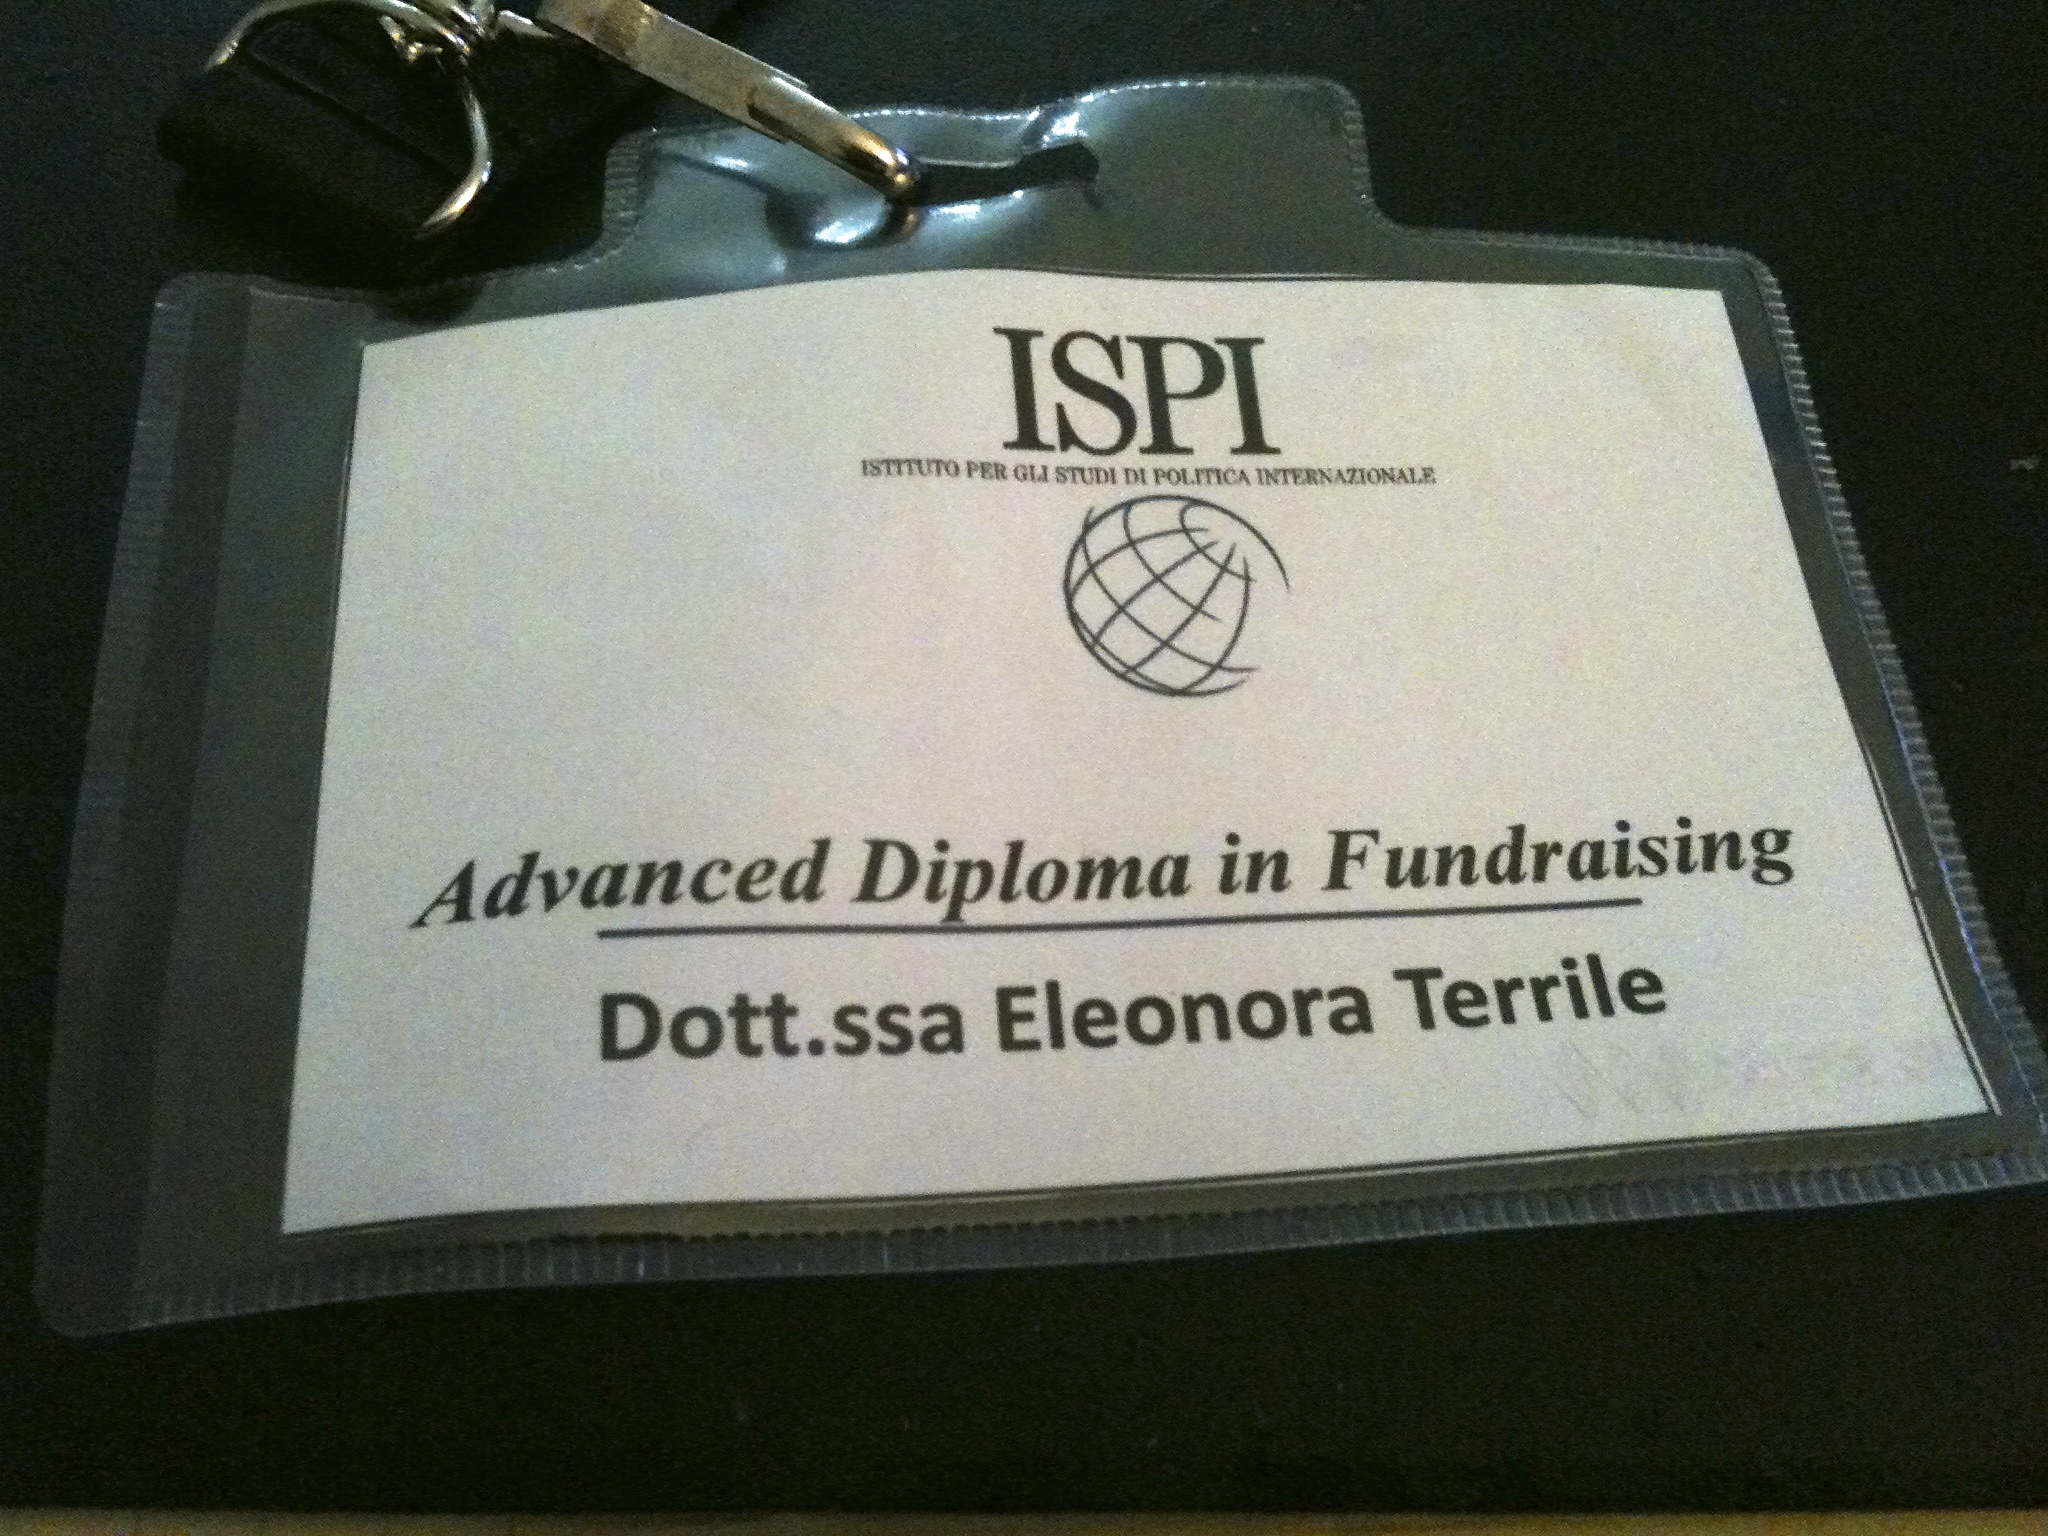 ISPI
ISTITUTO PER GLI STUDI DI POLITICA INTERNAZIONALE
Advanced Diploma in Fundraising
Dott.ssa Eleonora Terrile